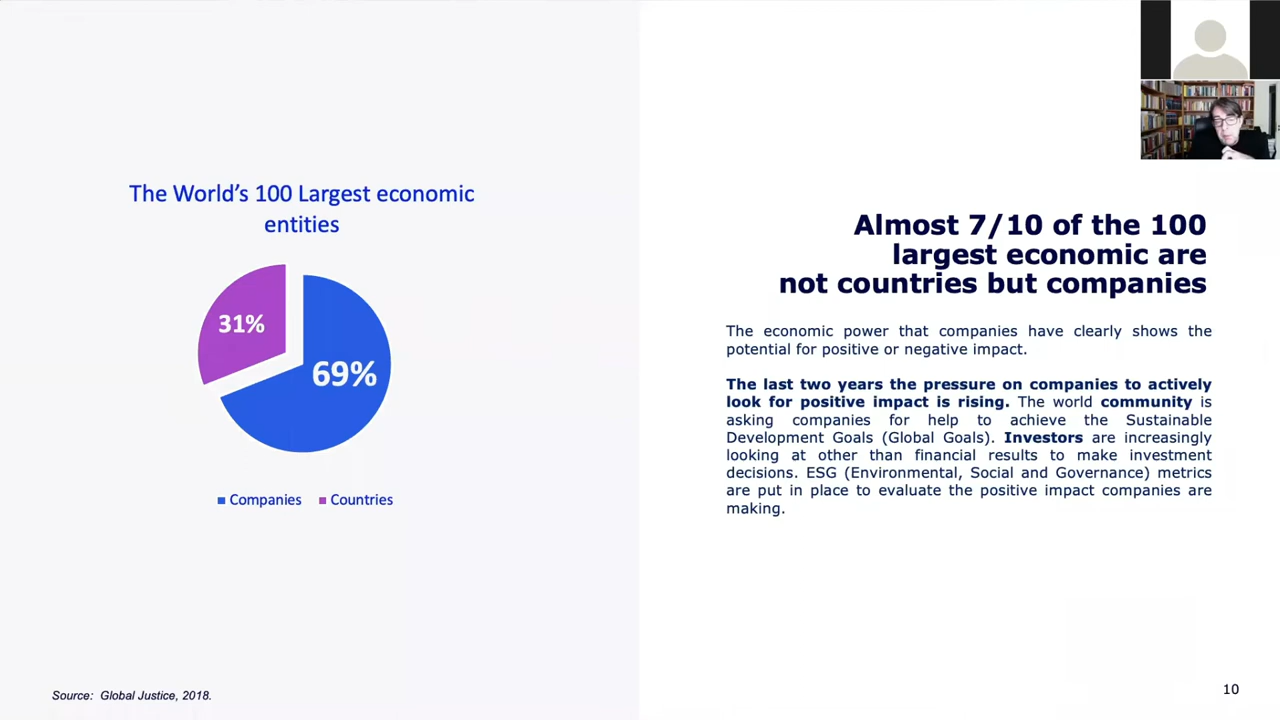 The World’s 100 Largest economic
entities
31%
69%
Companies
Countries
Source: Global Justice, 2018.
Almost 7/10 of the 100
largest economic are
not countries but companies
The economic power that companies have clearly shows the
potential for positive or negative impact.
The last two years the pressure on companies to actively
look for positive impact is rising. The world community is
asking companies for help to achieve the Sustainable
Development Goals (Global Goals). Investors are increasingly
looking at other than financial results to make investment
decisions. ESG (Environmental, Social and Governance) metrics
are put in place to evaluate the positive impact companies are
making.
10